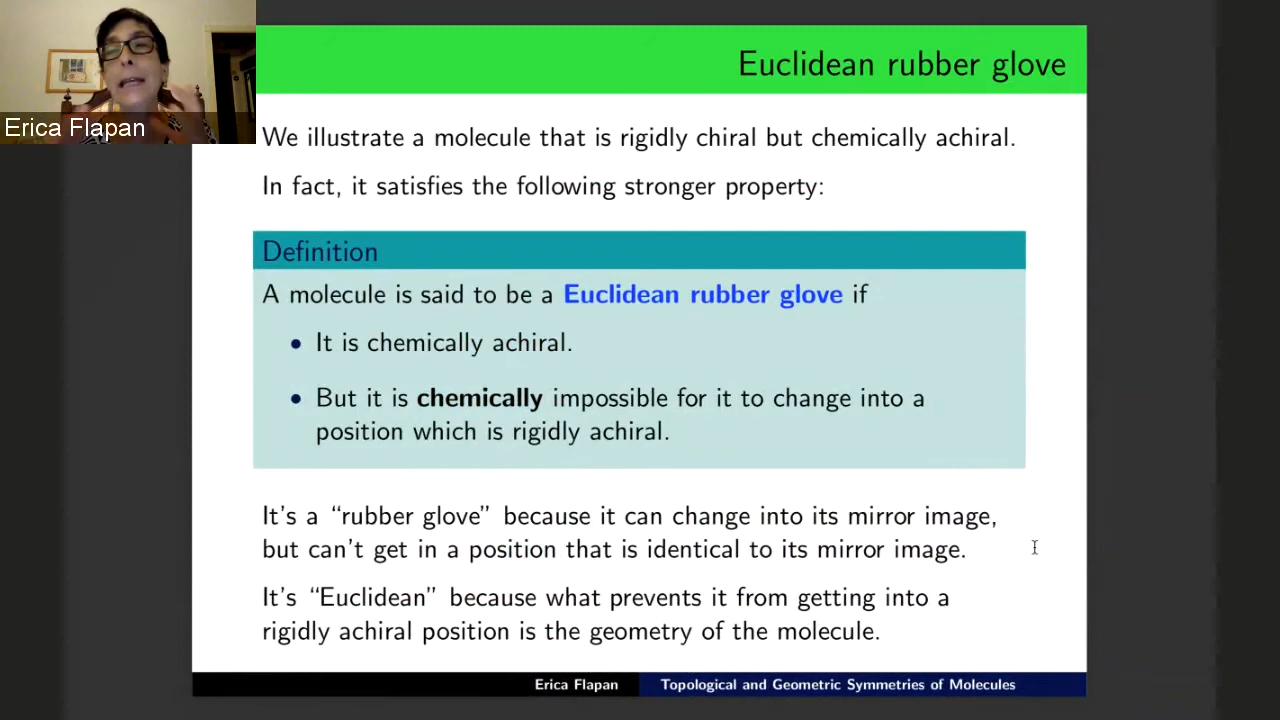 Euclidean rubber glove
Erica Flapan
We illustrate a molecule that is rigidly chiral but chemically achiral.
In fact, it satisfies the following stronger property:
Definition
A molecule is said to be a Euclidean rubber glove if
• It is chemically achiral.
• But it is chemically impossible for it to change into a
position which is rigidly achiral.
It's a “rubber glove” because it can change into its mirror image,
but can't get in a position that is identical to its mirror image.
It's “Euclidean” because what prevents it from getting into a
rigidly achiral position is the geometry of the molecule.
Erica Flapan Topological and Geometric Symmetries of Molecules